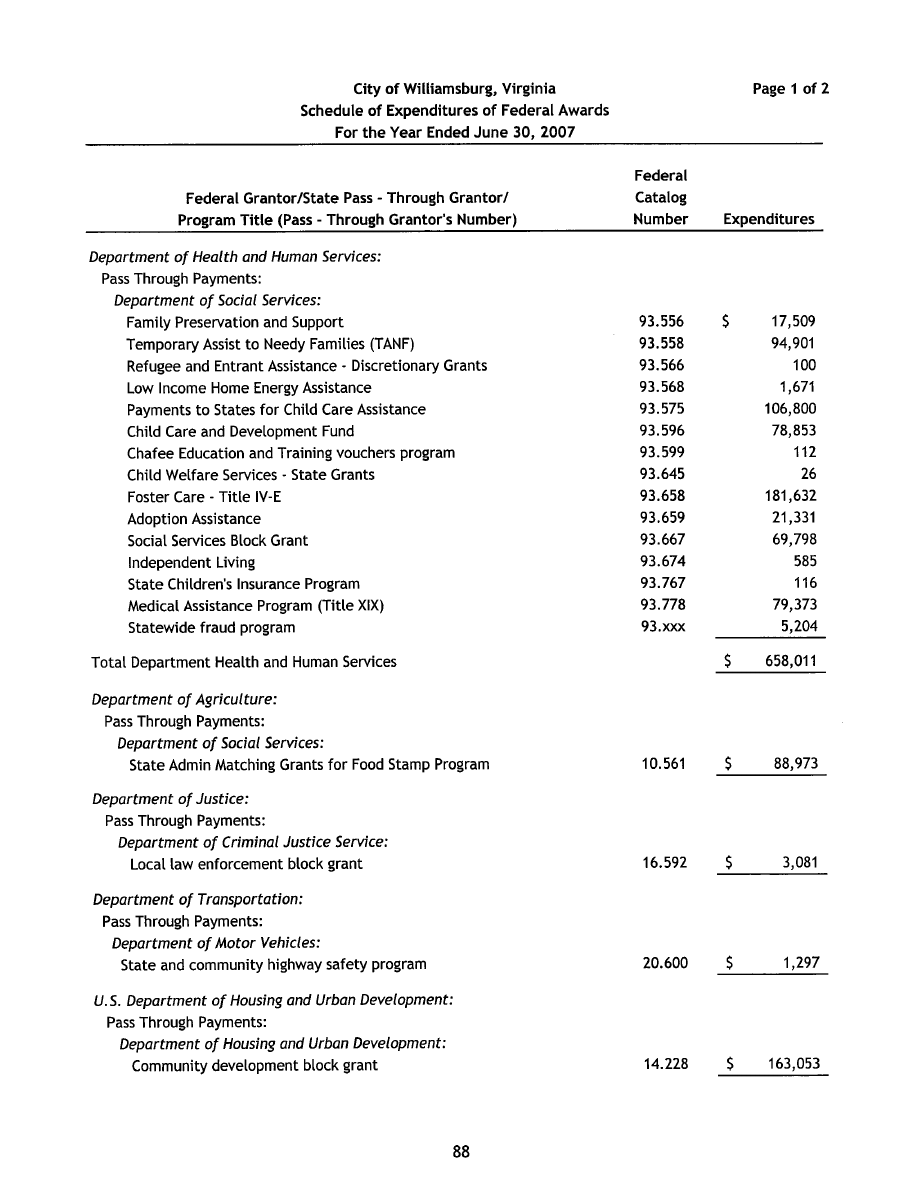 City of Williamsburg, Virginia Page 1 of 2
Schedule of Expenditures of Federal Awards
For the Year Ended June 30, 2007
Federal
Federal Grantor/State Pass - Through Grantor/ Catalog
Program Title (Pass - Through Grantor's Number) Number Expenditures
Department of Health and Human Services:
Pass Through Payments:
Department of Social Services:
Family Preservation and Support 93.556 $ 17,509
Temporary Assist to Needy Families (TANF) 93.558 94,901
Refugee and Entrant Assistance - Discretionary Grants 93.566 100
Low Income Home Energy Assistance 93.568 1,671
Payments to States for Child Care Assistance 93.575 106,800
Child Care and Development Fund 93.596 78,853
Chafee Education and Training vouchers program 93.599 112
Child Welfare Services - State Grants 93.645 26
Foster Care - Title IV-E 93.658 181,632
Adoption Assistance 93.659 21,331
Social Services Block Grant 93.667 69,798
Independent Living 93.674 585
State Children's Insurance Program 93.767 116
Medical Assistance Program (Title XIX) 93.778 79,373
Statewide fraud program 93.xxx 5,204
Total Department Health and Human Services $ 658,011
Department of Agriculture:
Pass Through Payments:
Department of Social Services:
State Admin Matching Grants for Food Stamp Program 10.561 $ 88,973
Department of Justice:
Pass Through Payments:
Department of Criminal Justice Service:
Local law enforcement block grant 16.592 $ 3,081
Department of Transportation:
Pass Through Payments:
Department of Motor Vehicles:
State and community highway safety program 20.600 $ 1,297
U.S. Department of Housing and Urban Development:
Pass Through Payments:
Department of Housing and Urban Development:
Community development block grant 14.228 $ 163,053
88